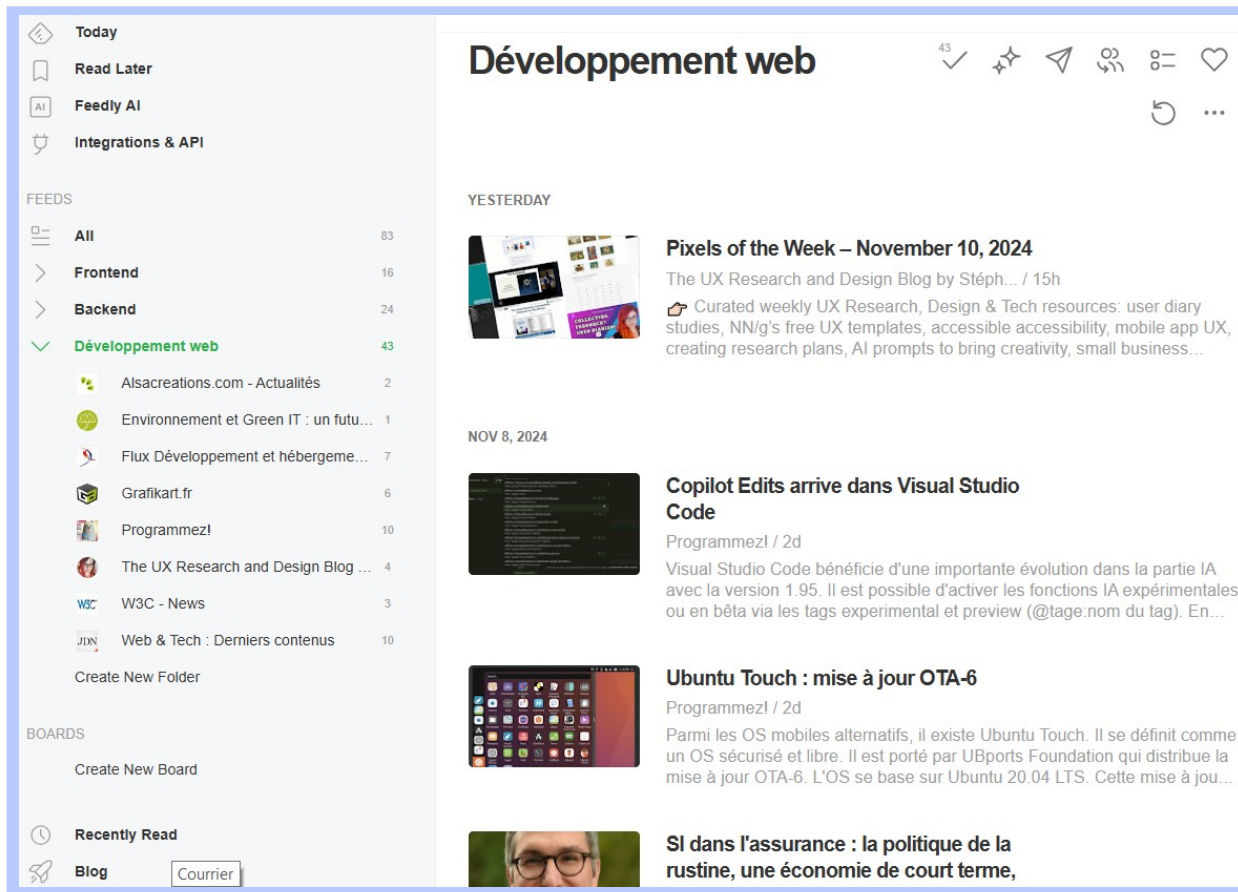 Today
Read Later
AI
Feedly AI
Integrations & API
FEEDS
All 83
Frontend 16
Backend 24
Développement web 43
Alsacreations.com - Actualités 2
Environnement et Green IT : un futu... 1
Flux Développement et hébergeme... 7
Grafikart.fr 6
Programmez! 10
The UX Research and Design Blog ... 4
W3C W3C - News 3
JDN Web & Tech : Derniers contenus 10
Create New Folder
BOARDS
Create New Board
Recently Read
Blog
Courrier
Développement web
43
YESTERDAY
Pixels of the Week – November 10, 2024
The UX Research and Design Blog by Stéph... / 15h
👉 Curated weekly UX Research, Design & Tech resources: user diary
studies, NN/g's free UX templates, accessible accessibility, mobile app UX,
creating research plans, AI prompts to bring creativity, small business…
COLLECTING
FEEDBACK?
USER DIARIES!
NOV 8, 2024
Copilot Edits arrive dans Visual Studio
Code
Programmez! / 2d
Visual Studio Code bénéficie d'une importante évolution dans la partie IA
avec la version 1.95. Il est possible d'activer les fonctions IA expérimentales
ou en bêta via les tags experimental et preview (@tage:nom du tag). En…
Ubuntu Touch : mise à jour OTA-6
Programmez! / 2d
Parmi les OS mobiles alternatifs, il existe Ubuntu Touch. Il se définit comme
un OS sécurisé et libre. Il est porté par UBports Foundation qui distribue la
mise à jour OTA-6. L'OS se base sur Ubuntu 20.04 LTS. Cette mise à jou…
SI dans l'assurance : la politique de la
rustine, une économie de court terme,